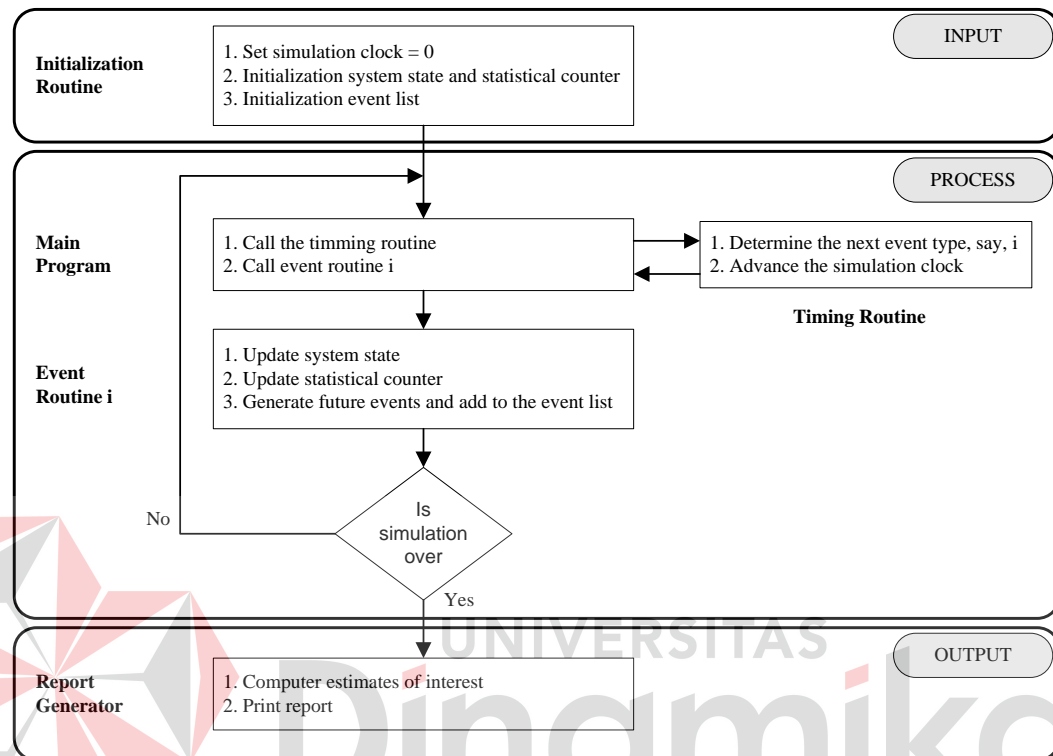 INPUT
Initialization
Routine
1. Set simulation clock = 0
2. Initialization system state and statistical counter
3. Initialization event list
PROCESS
Main
Program
1. Call the timming routine
2. Call event routine i
1. Determine the next event type, say, i
2. Advance the simulation clock
Timing Routine
Event
Routine i
1. Update system state
2. Update statistical counter
3. Generate future events and add to the event list
Is
simulation
over
No
Yes
UNIVERSITAS
Dinamika
OUTPUT
Report
Generator
1. Computer estimates of interest
2. Print report